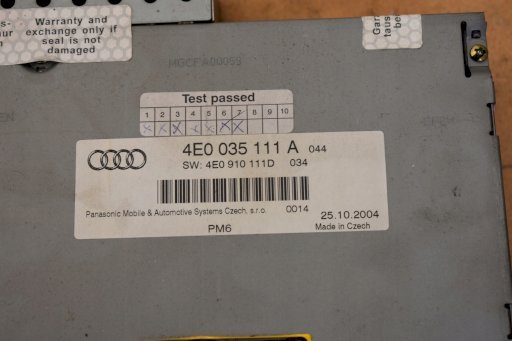 Warranty and
exchange only if
seal is not
damaged
MGCFA00059
Test passed
1 2 3 4 5 6 7 8 9 10
4E0 035 111 A 044
SW: 4E0 910 111D 034
Panasonic Mobile & Automotive Systems Czech. s.r.o. 0014
25.10.2004
PM6
Made in Czech